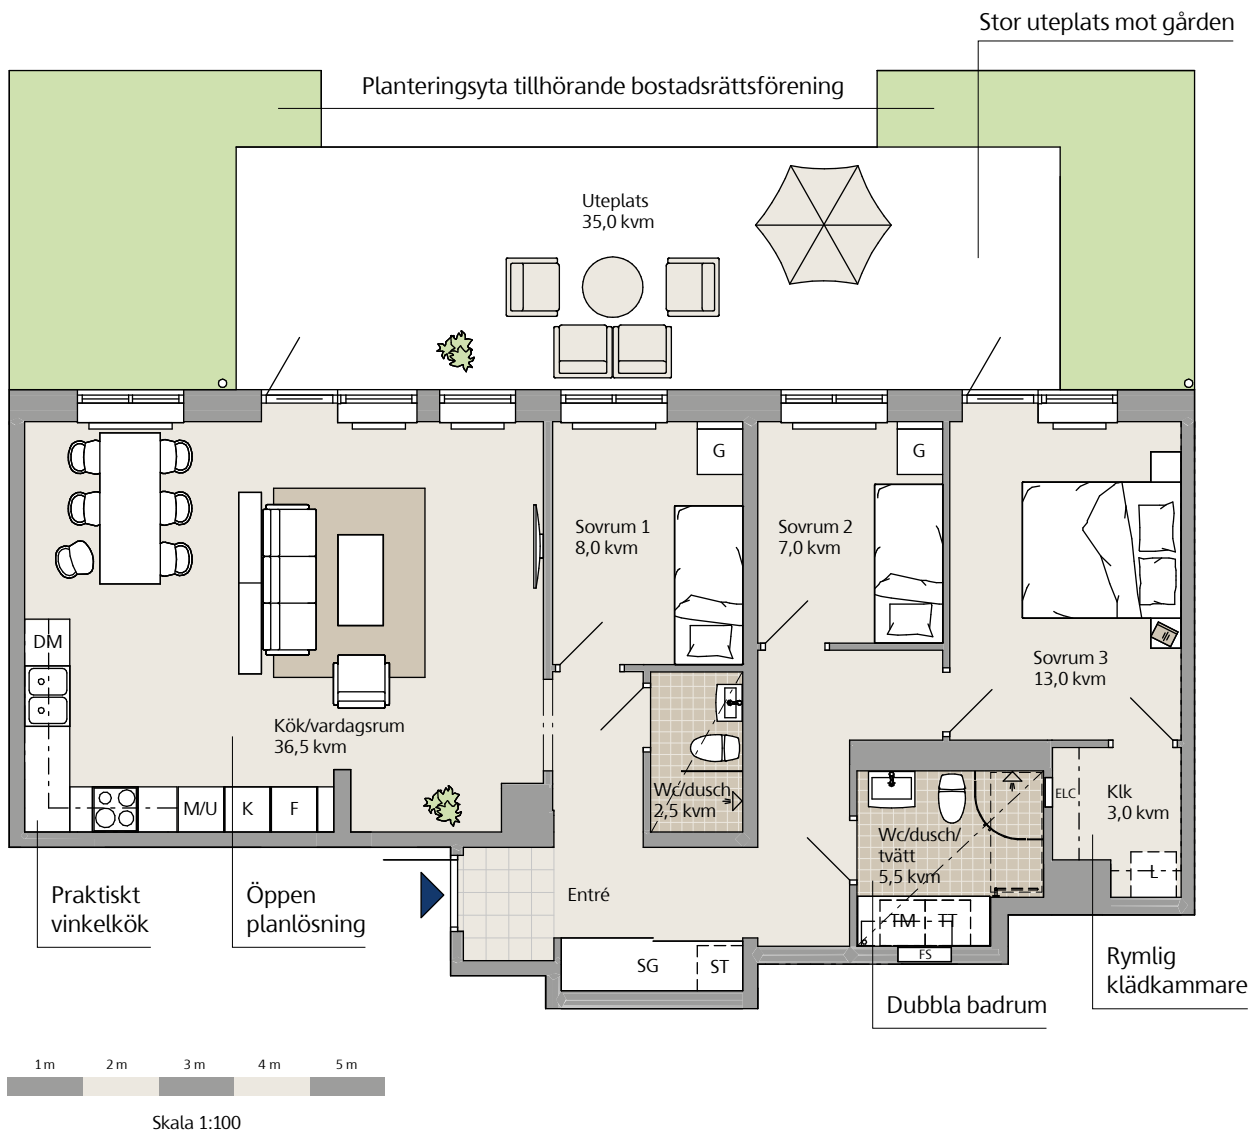 Stor uteplats mot gården
Planteringsyta tillhörande bostadsrättsförening
Uteplats
35,0 kvm
G
G
Sovrum 1
8,0 kvm
Sovrum 2
7,0 kvm
DM
Sovrum 3
13,0 kvm
Kök/vardagsrum
36,5 kvm
M/U
K
F
Wc/dusch
2,5 kvm
ELC
Klk
3,0 kvm
Wc/dusch/
tvätt
5,5 kvm
L
Praktiskt
vinkelkök
Öppen
planlösning
Entré
TM
TT
FS
SG
ST
Rymlig
klädkammare
Dubbla badrum
1 m
2 m
3 m
4 m
5 m
Skala 1:100